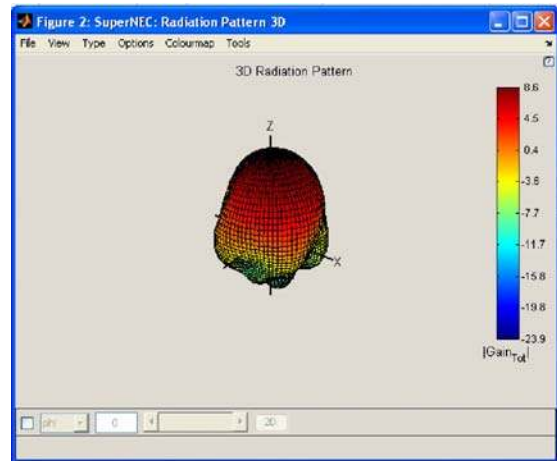 Figure 2: SuperNEC: Radiation Pattern 3D
File View Type Options Colourmap Tools
3D Radiation Pattern
Z
X
8.6
4.5
0.4
-3.6
-7.7
-11.7
-15.8
-19.8
-23.9
|Gain_Tot|
phi
0
2D